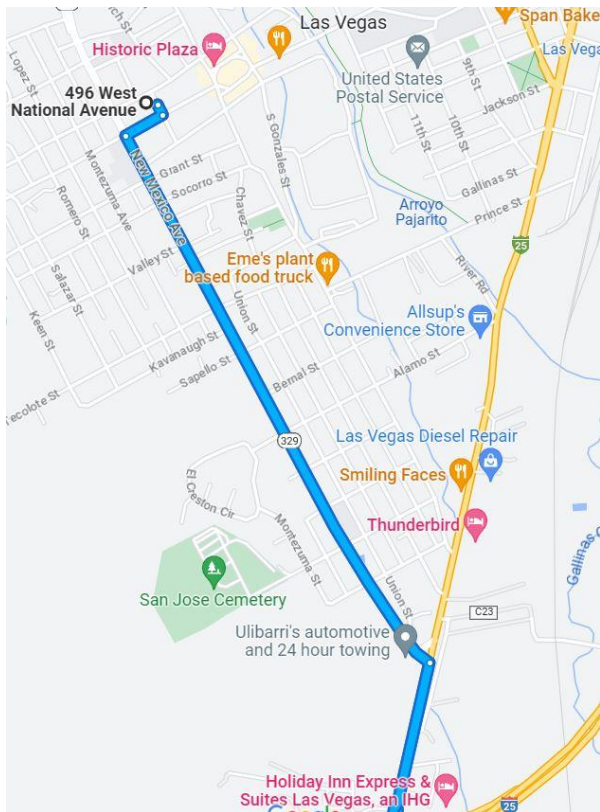 Las Vegas
Span Bake
Historic Plaza
Las Vega
United States
Postal Service
Lopez St
496 West
National Avenue
9th St
Jackson St
10th St
11th St
S Gonzales St
New Mexico Ave
Grant St
Socorro St
Montezuma Ave
Romero St
Chavez St
Gallinas St
Prince St
Arroyo
Pajarito
25
Valley St
Salazar St
Eme's plant
based food truck
River Rd
Keen St
Union St
Allsup's
Convenience Store
Kavanaugh St
Sapello St
Bernal St
Alamo St
Tecolote St
329
Las Vegas Diesel Repair
Smiling Faces
El Creston Cir
Thunderbird
Montezuma St
San Jose Cemetery
Union St
C23
Ulibarri's automotive
and 24 hour towing
Holiday Inn Express &
Suites Las Vegas, an IHG
25